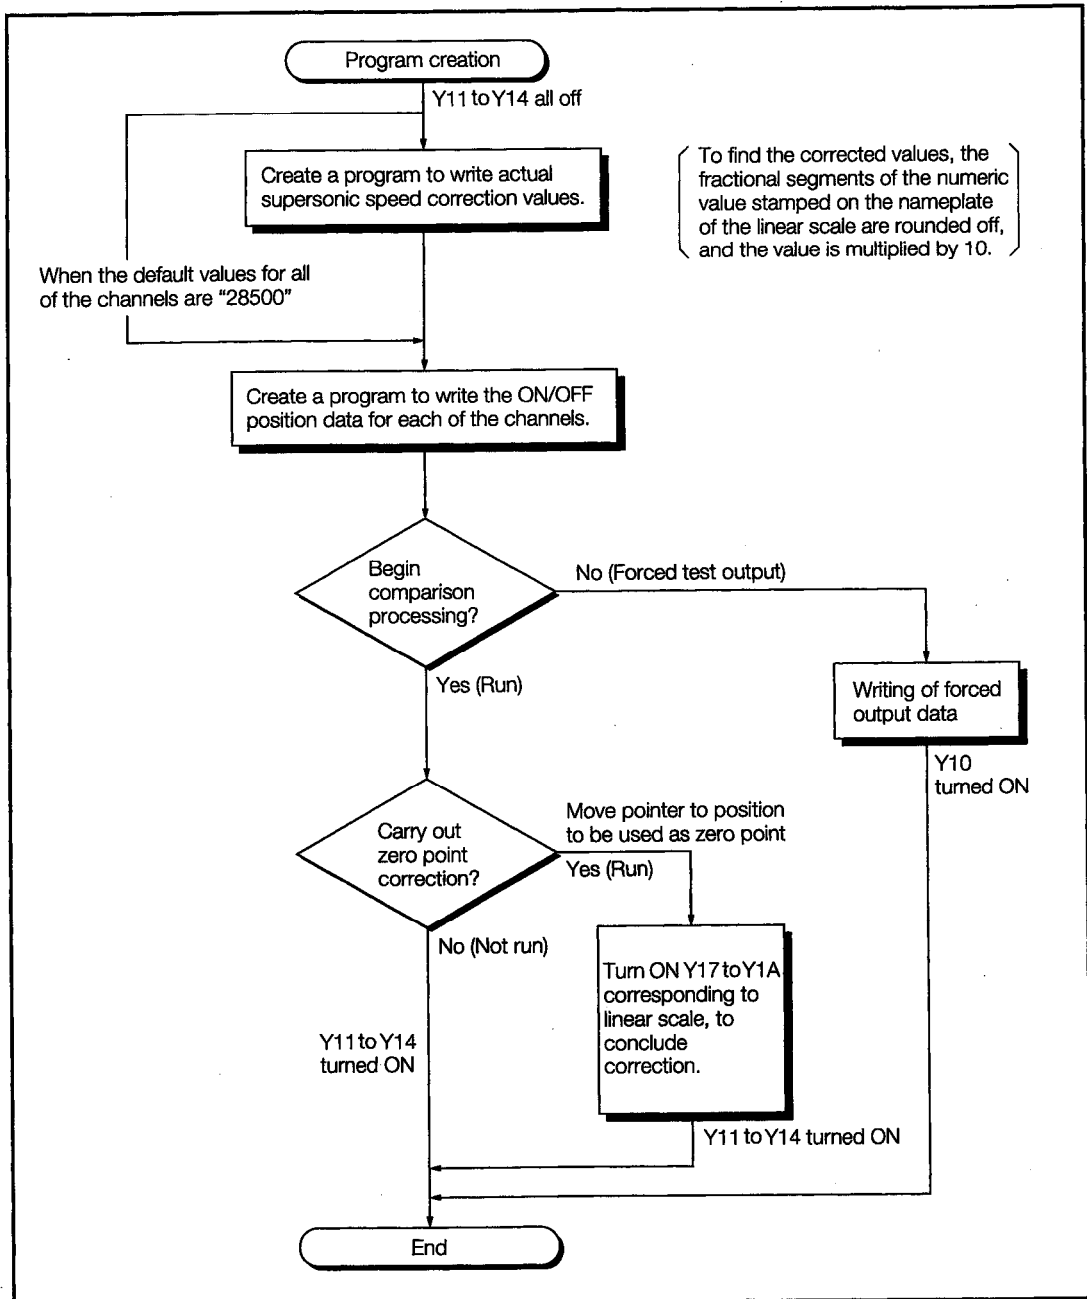 Program creation
Y11 to Y14 all off
Create a program to write actual
supersonic speed correction values.
To find the corrected values, the
fractional segments of the numeric
value stamped on the nameplate
of the linear scale are rounded off,
and the value is multiplied by 10.
When the default values for all
of the channels are “28500”
Create a program to write the ON/OFF
position data for each of the channels.
Begin
comparison
processing?
No (Forced test output)
Yes (Run)
Writing of forced
output data
Y10
turned ON
Carry out
zero point
correction?
Move pointer to position
to be used as zero point
Yes (Run)
No (Not run)
Turn ON Y17 to Y1A
corresponding to
linear scale, to
conclude
correction.
Y11 to Y14
turned ON
Y11 to Y14 turned ON
End